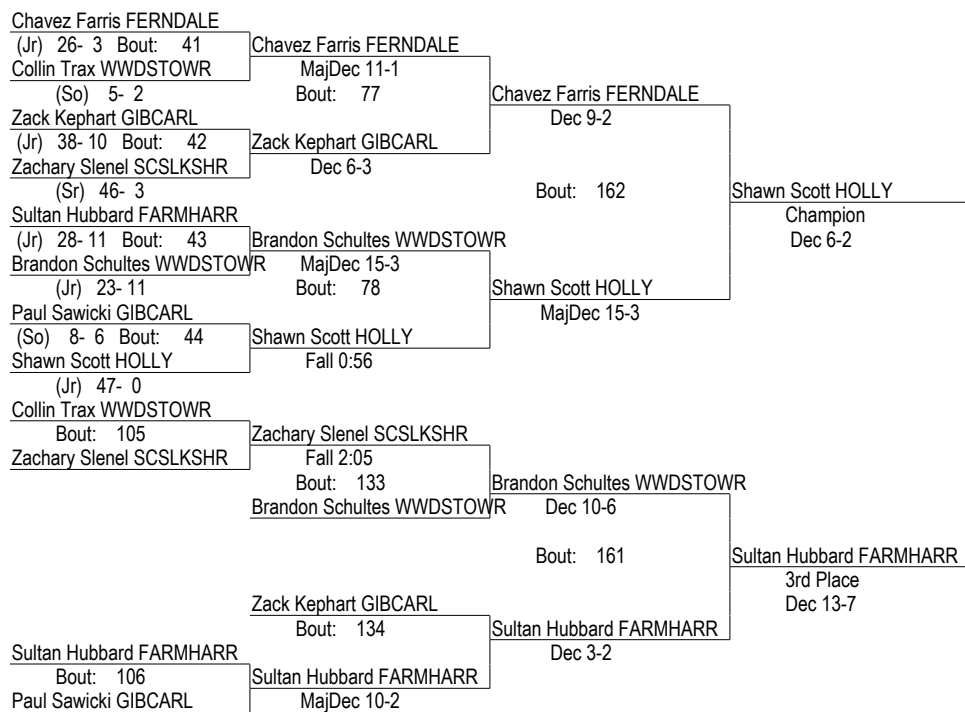 Chavez Farris FERNDALE
(Jr) 26- 3 Bout: 41 Chavez Farris FERNDALE
Collin Trax WWDSTOWR MajDec 11-1
(So) 5- 2 Bout: 77 Chavez Farris FERNDALE
Zack Kephart GIBCARL Dec 9-2
(Jr) 38- 10 Bout: 42 Zack Kephart GIBCARL
Zachary Slenel SCSLKSHR Dec 6-3
(Sr) 46- 3 Bout: 162 Shawn Scott HOLLY
Sultan Hubbard FARMHARR Champion
(Jr) 28- 11 Bout: 43 Brandon Schultes WWDSTOWR Dec 6-2
Brandon Schultes WWDSTOWR MajDec 15-3
(Jr) 23- 11 Bout: 78 Shawn Scott HOLLY
Paul Sawicki GIBCARL MajDec 15-3
(So) 8- 6 Bout: 44 Shawn Scott HOLLY
Shawn Scott HOLLY Fall 0:56
(Jr) 47- 0
Collin Trax WWDSTOWR
Bout: 105 Zachary Slenel SCSLKSHR
Zachary Slenel SCSLKSHR Fall 2:05
Bout: 133 Brandon Schultes WWDSTOWR
Brandon Schultes WWDSTOWR Dec 10-6
Bout: 161 Sultan Hubbard FARMHARR
3rd Place
Zack Kephart GIBCARL Dec 13-7
Bout: 134 Sultan Hubbard FARMHARR
Sultan Hubbard FARMHARR Dec 3-2
Bout: 106 Sultan Hubbard FARMHARR
Paul Sawicki GIBCARL MajDec 10-2